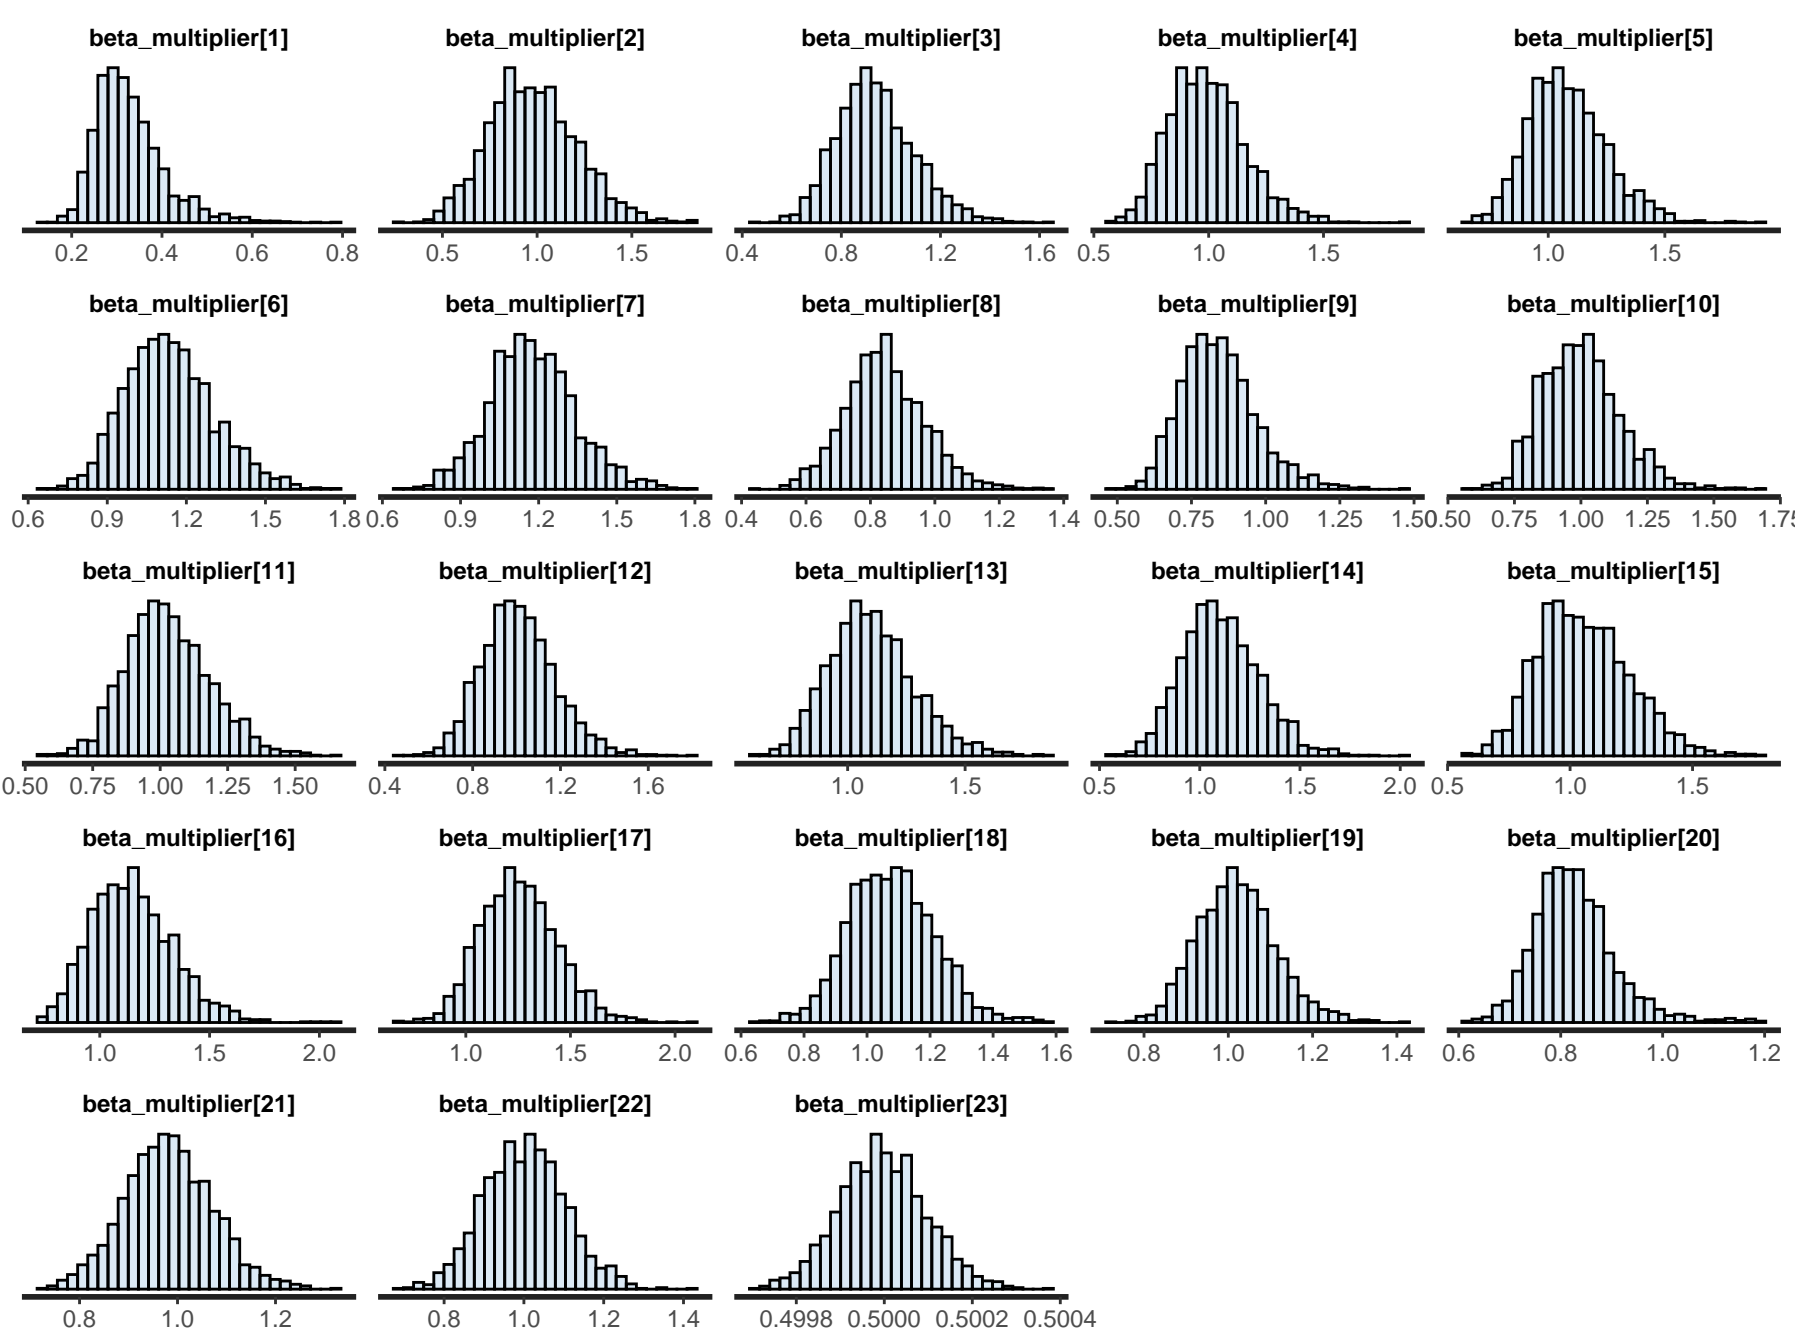 beta_multiplier[1] beta_multiplier[2] beta_multiplier[3] beta_multiplier[4] beta_multiplier[5]
0.2 0.4 0.6 0.8 0.5 1.0 1.5 0.4 0.8 1.2 1.6 0.5 1.0 1.5 1.0 1.5
beta_multiplier[6] beta_multiplier[7] beta_multiplier[8] beta_multiplier[9] beta_multiplier[10]
0.6 0.9 1.2 1.5 1.8 0.6 0.9 1.2 1.5 1.8 0.4 0.6 0.8 1.0 1.2 1.4 0.50 0.75 1.00 1.25 1.50 0.50 0.75 1.00 1.25 1.50 1.75
beta_multiplier[11] beta_multiplier[12] beta_multiplier[13] beta_multiplier[14] beta_multiplier[15]
0.50 0.75 1.00 1.25 1.50 0.4 0.8 1.2 1.6 1.0 1.5 0.5 1.0 1.5 2.0 0.5 1.0 1.5
beta_multiplier[16] beta_multiplier[17] beta_multiplier[18] beta_multiplier[19] beta_multiplier[20]
1.0 1.5 2.0 1.0 1.5 2.0 0.6 0.8 1.0 1.2 1.4 1.6 0.8 1.0 1.2 1.4 0.6 0.8 1.0 1.2
beta_multiplier[21] beta_multiplier[22] beta_multiplier[23]
0.8 1.0 1.2 0.8 1.0 1.2 1.4 0.4998 0.5000 0.5002 0.5004